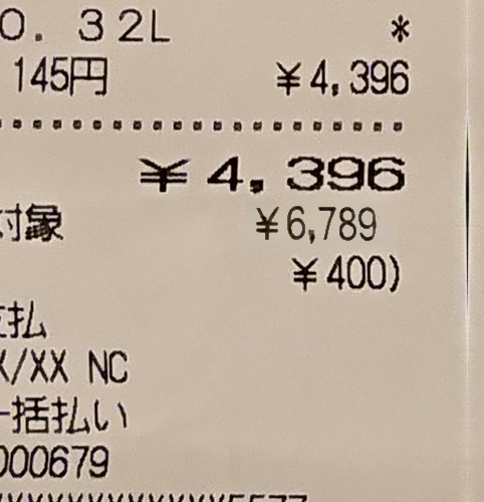 0.32L *
145円 ¥4,396
¥4,396
対象 ¥6,789
¥400)
支払
X/XX NC
一括払い
000679